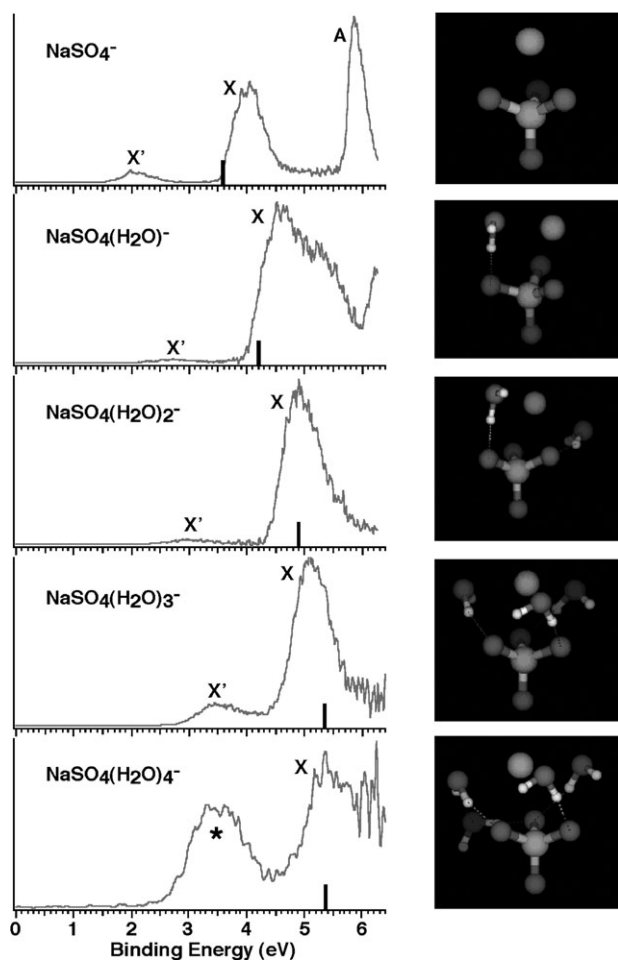 NaSO₄⁻
X'
X
A
NaSO₄(H₂O)⁻
X'
X
NaSO₄(H₂O)₂⁻
X'
X
NaSO₄(H₂O)₃⁻
X'
X
NaSO₄(H₂O)₄⁻
*
X
0 1 2 3 4 5 6
Binding Energy (eV)